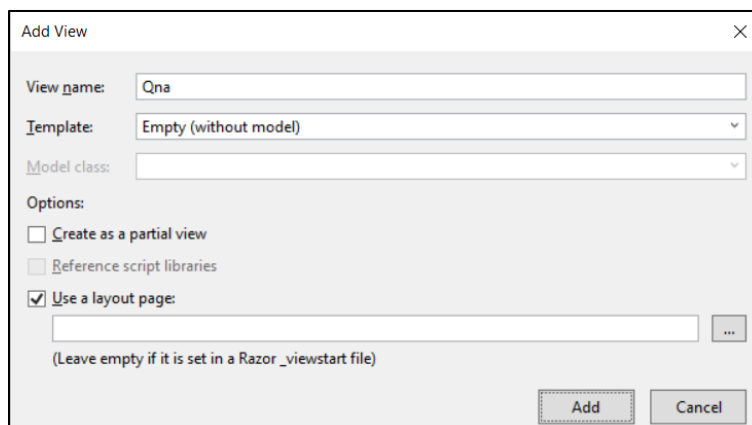 Add View
View name: Qna
Template: Empty (without model)
Model class:
Options:
Create as a partial view
Reference script libraries
Use a layout page:
...
(Leave empty if it is set in a Razor _viewstart file)
Add Cancel